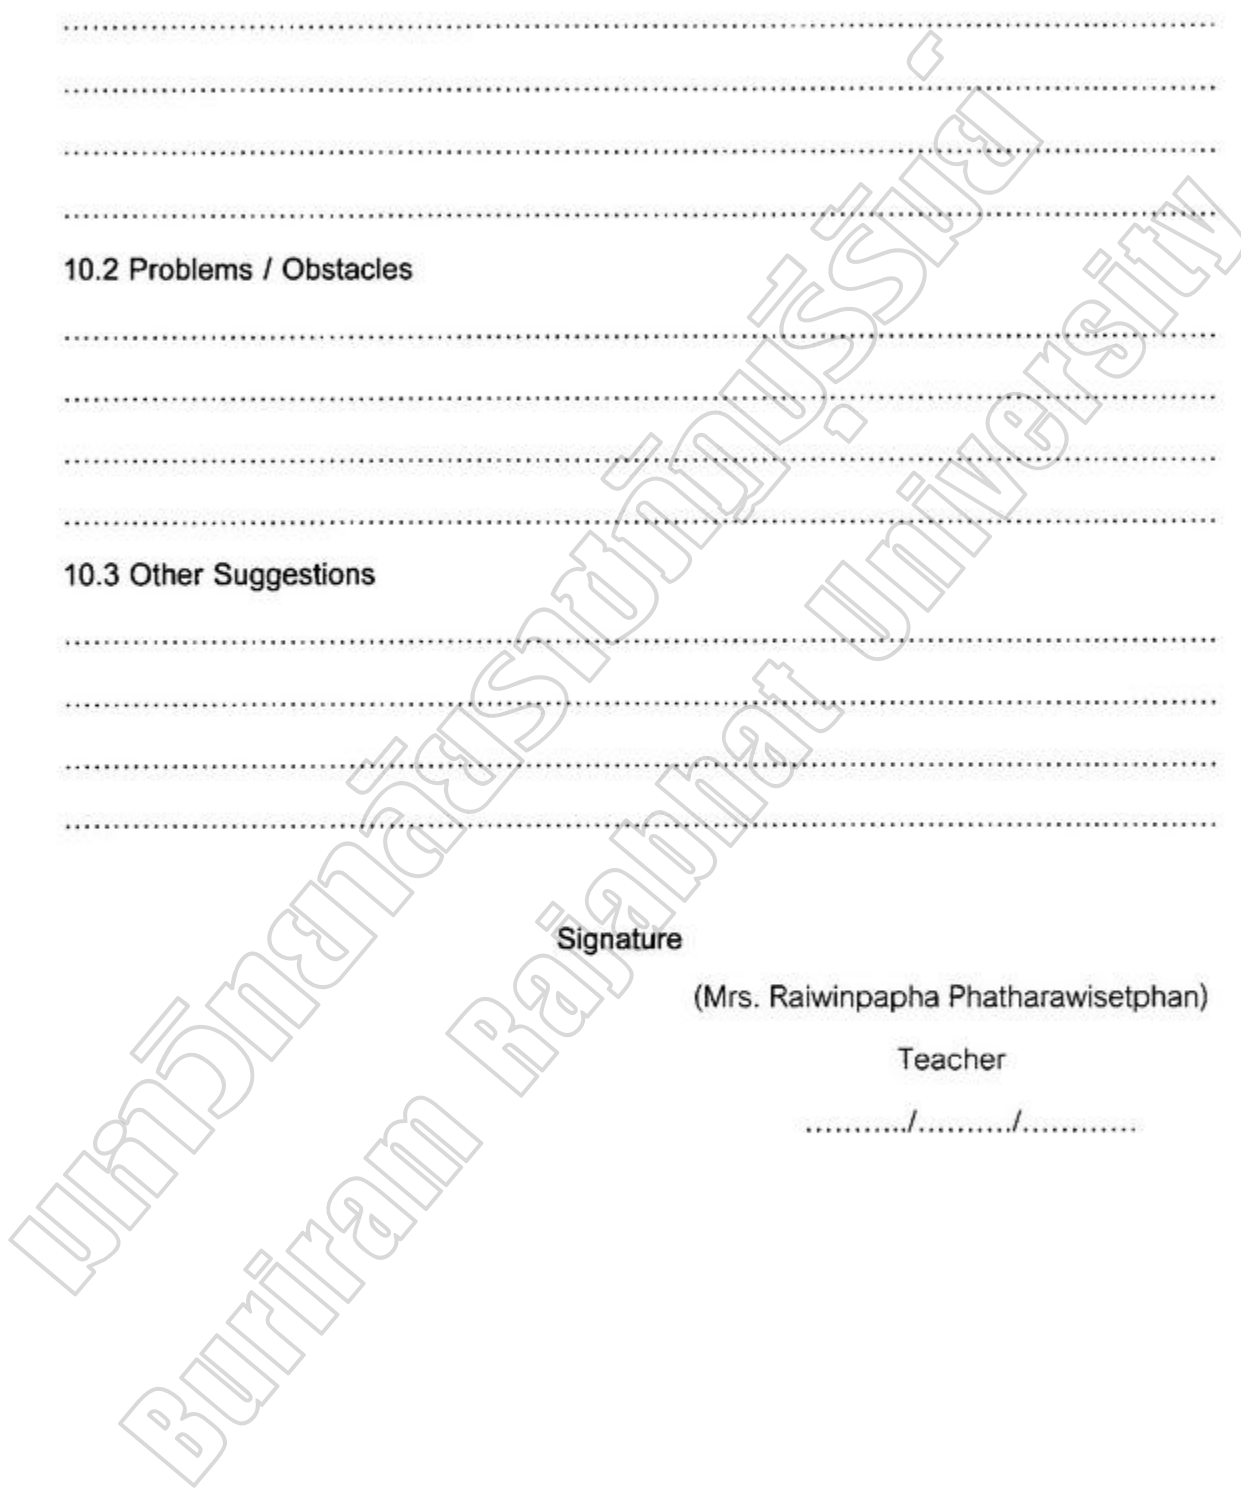 ................................................................................
................................................................................
................................................................................
................................................................................
10.2 Problems / Obstacles
................................................................................
................................................................................
................................................................................
................................................................................
10.3 Other Suggestions
................................................................................
................................................................................
................................................................................
................................................................................
Signature
(Mrs. Raiwinpapha Phatharawisetphan)
Teacher
.........../........../............
มหาวิทยาลัยราชภัฏบุรีรัมย์
Buriram Rajabhat University